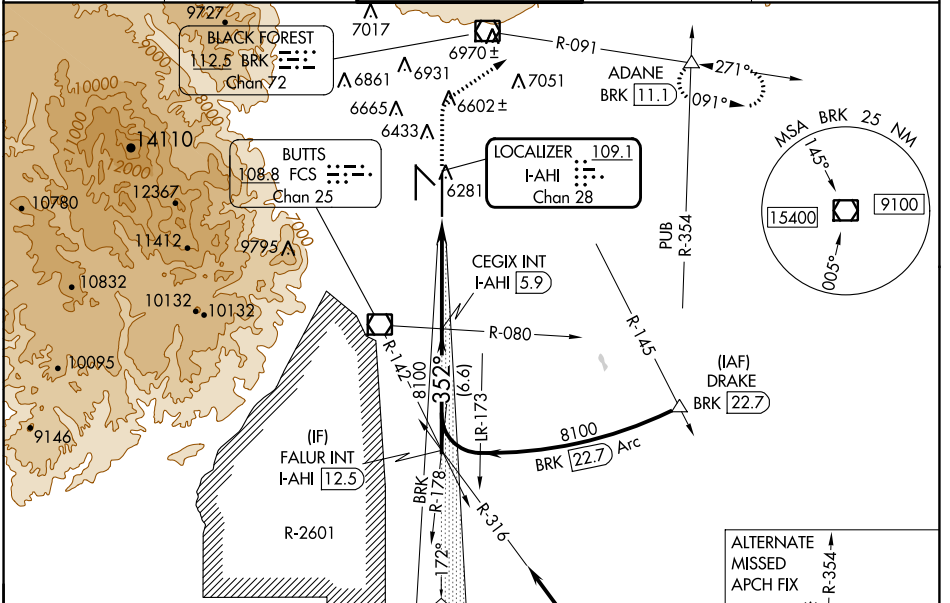 9727
7017
BLACK FOREST
112.5 BRK
Chan 72
6970 ±
R-091
9000
10000
8000
6861
6931
7051
ADANE
BRK 11.1
271°
091°
6665
6602 ±
6433
MSA BRK 25 NM
145°
15400
9100
005°
14110
12000
BUTTS
108.8 FCS
Chan 25
LOCALIZER 109.1
I-AHI
Chan 28
6281
12367
10780
10000
11412
9795
PUB
R-354
CEGIX INT
I-AHI 5.9
10832
10132
10132
R-080
R-142
8100
352°
(6.6)
LR-173
R-145
10095
(IAF)
DRAKE
BRK 22.7
8100
BRK 22.7 Arc
9146
(IF)
FALUR INT
I-AHI 12.5
BRK
R-178
R-316
R-2601
172°
ALTERNATE
MISSED
APCH FIX
R-354